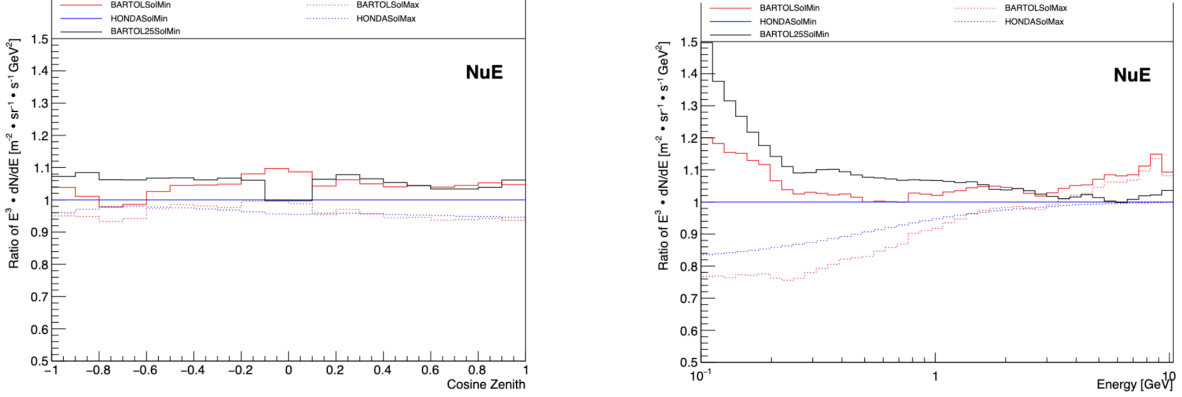 BARTOLSolMin
BARTOLSolMax
HONDASolMin
HONDASolMax
BARTOL25SolMin
NuE
Ratio of E³ • dN/dE [m⁻² • sr⁻¹ • s⁻¹ GeV²]
1.5
1.4
1.3
1.2
1.1
1
0.9
0.8
0.7
0.6
0.5
−1 −0.8 −0.6 −0.4 −0.2 0 0.2 0.4 0.6 0.8 1
Cosine Zenith
BARTOLSolMin
BARTOLSolMax
HONDASolMin
HONDASolMax
BARTOL25SolMin
NuE
Ratio of E³ • dN/dE [m⁻² • sr⁻¹ • s⁻¹ GeV²]
1.5
1.4
1.3
1.2
1.1
1
0.9
0.8
0.7
0.6
0.5
10⁻¹ 1 10
Energy [GeV]